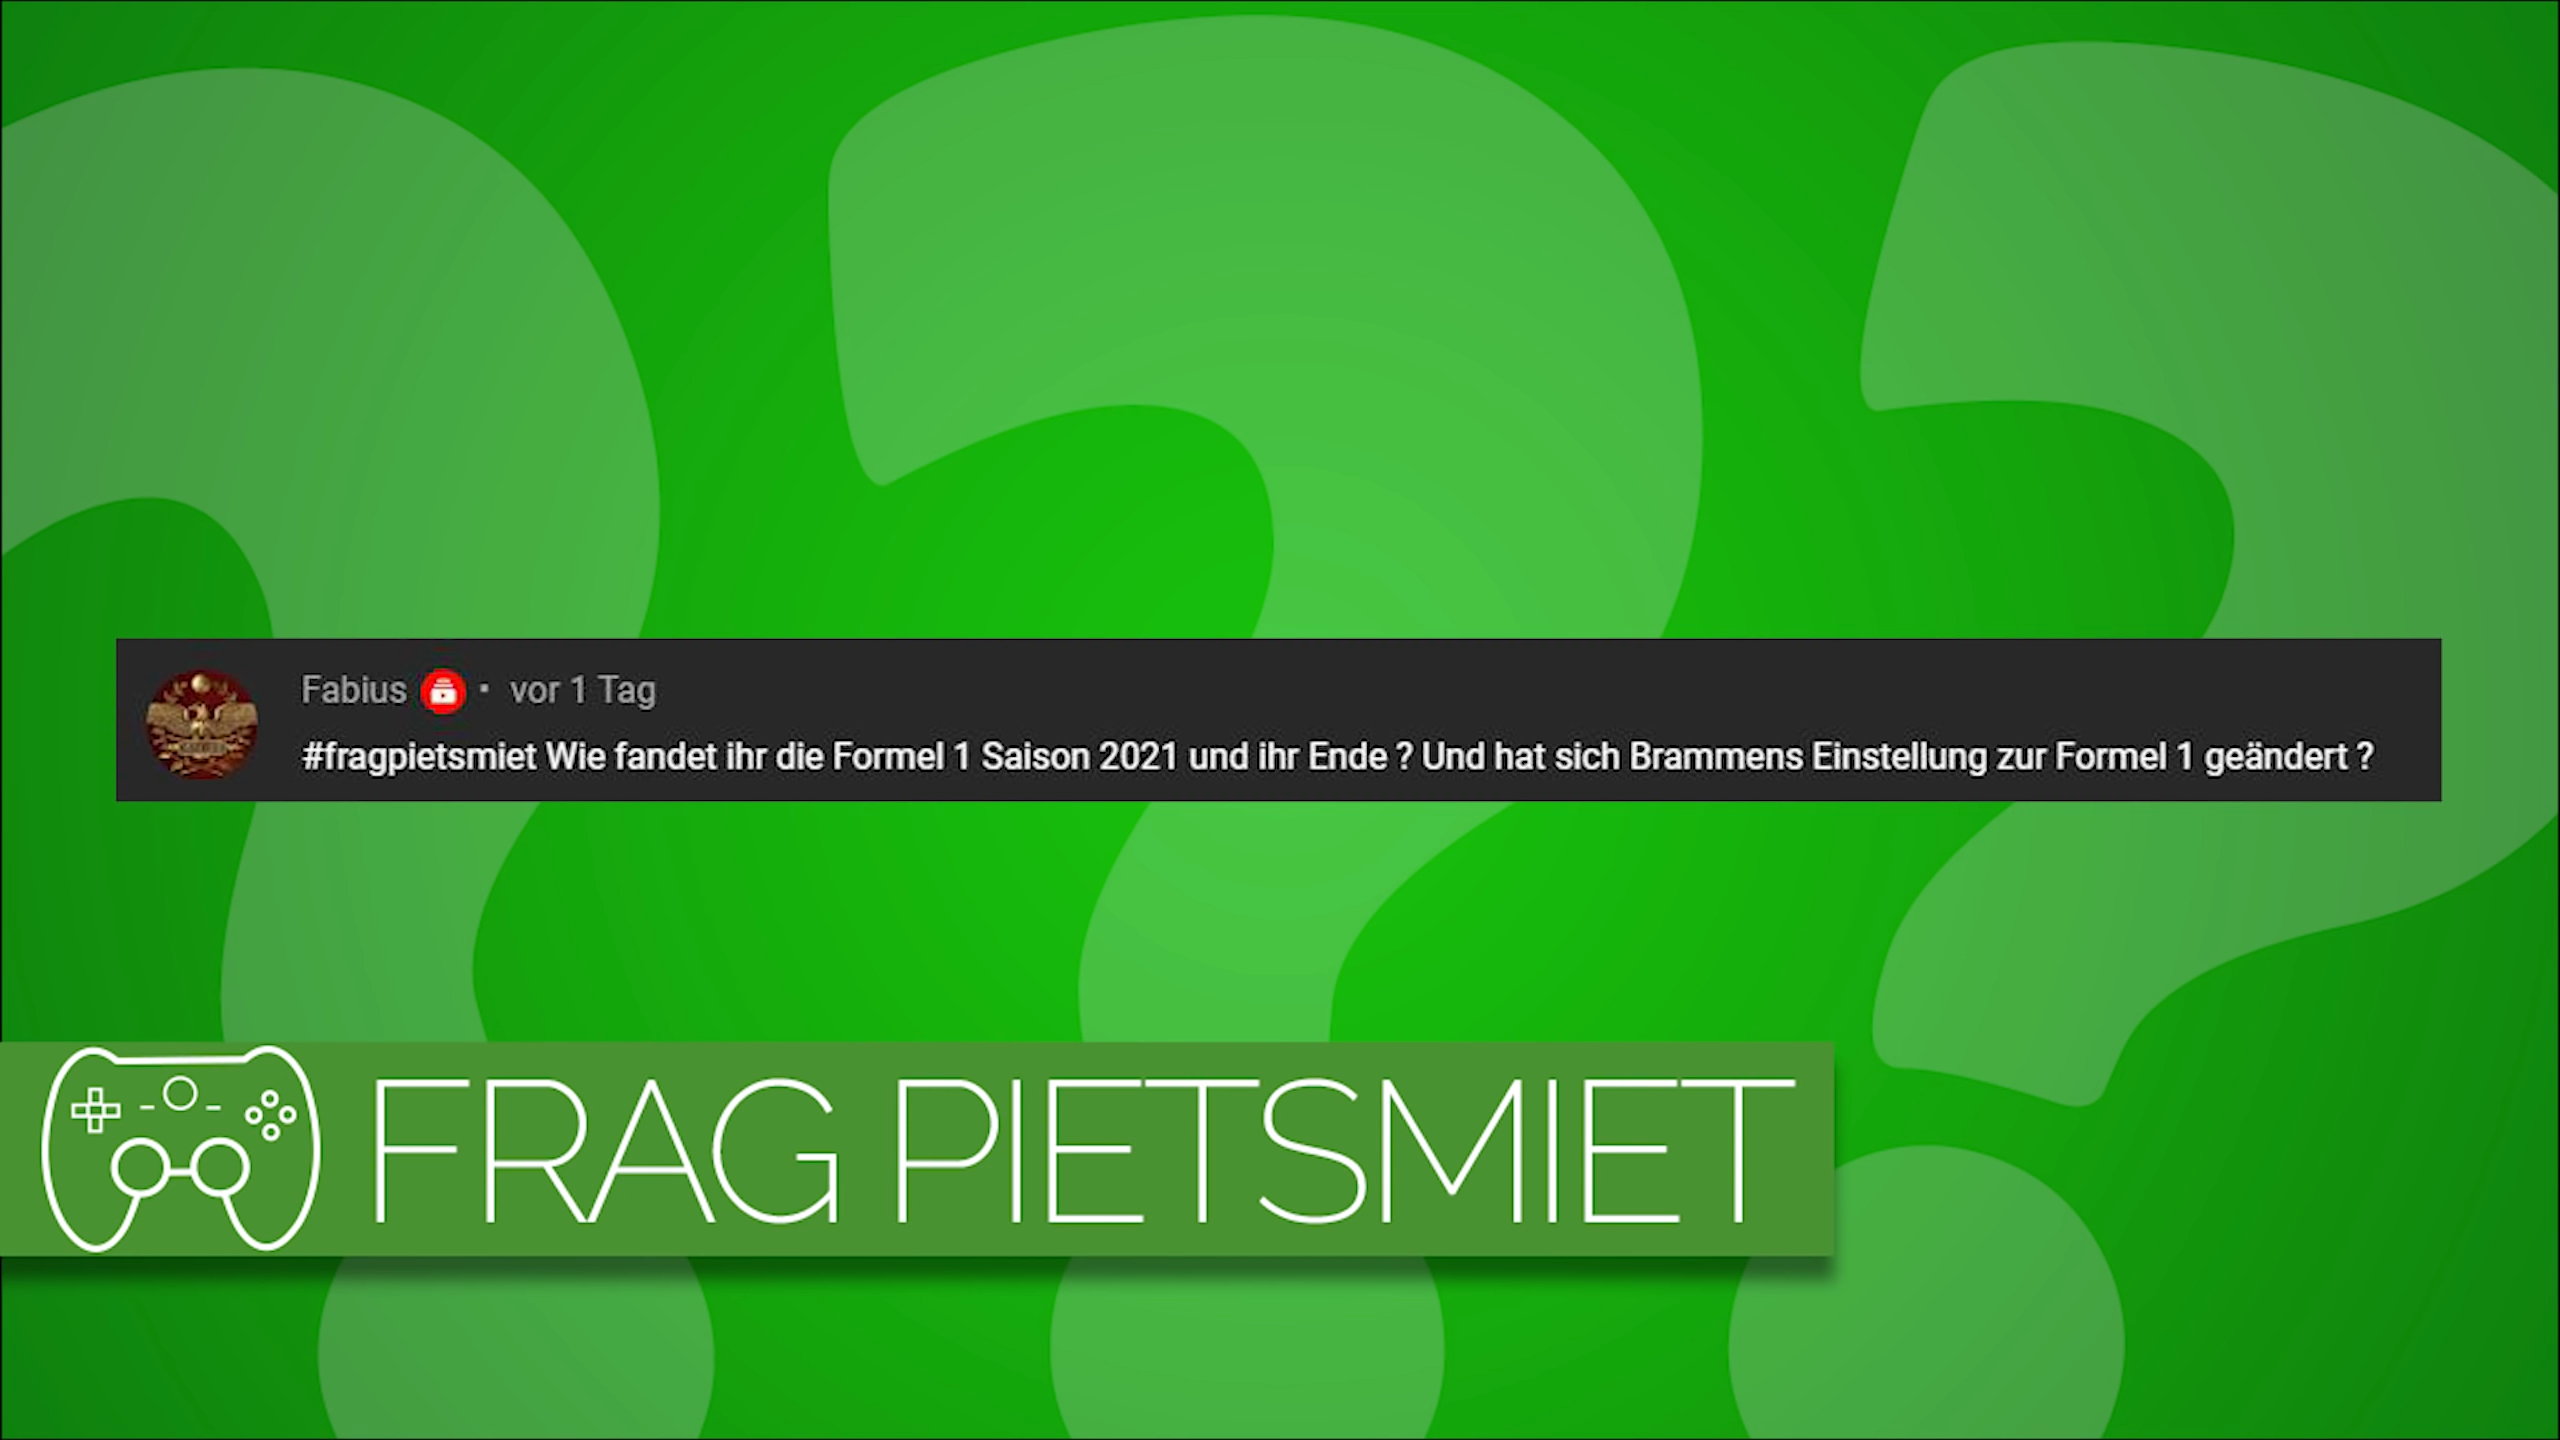 Fabius · vor 1 Tag
#fragpietsmiet Wie fandet ihr die Formel 1 Saison 2021 und ihr Ende ? Und hat sich Brammens Einstellung zur Formel 1 geändert ?
FRAG PIETSMIET